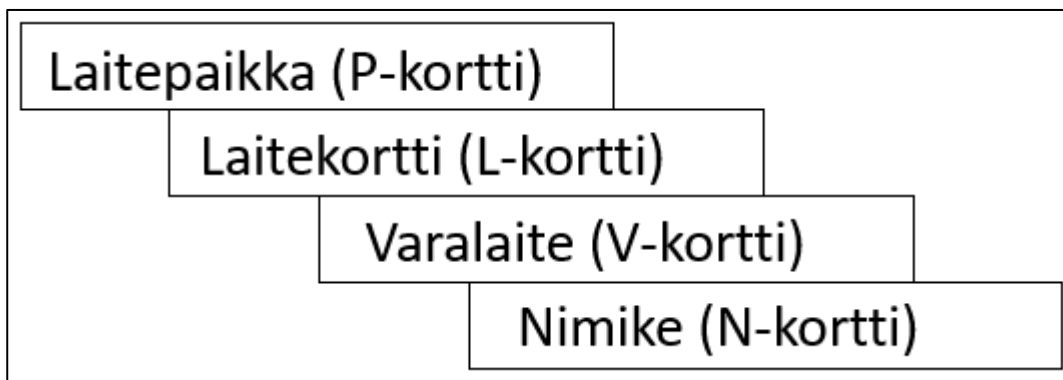 Laitepaikka (P-kortti)
Laitekortti (L-kortti)
Varalaite (V-kortti)
Nimike (N-kortti)